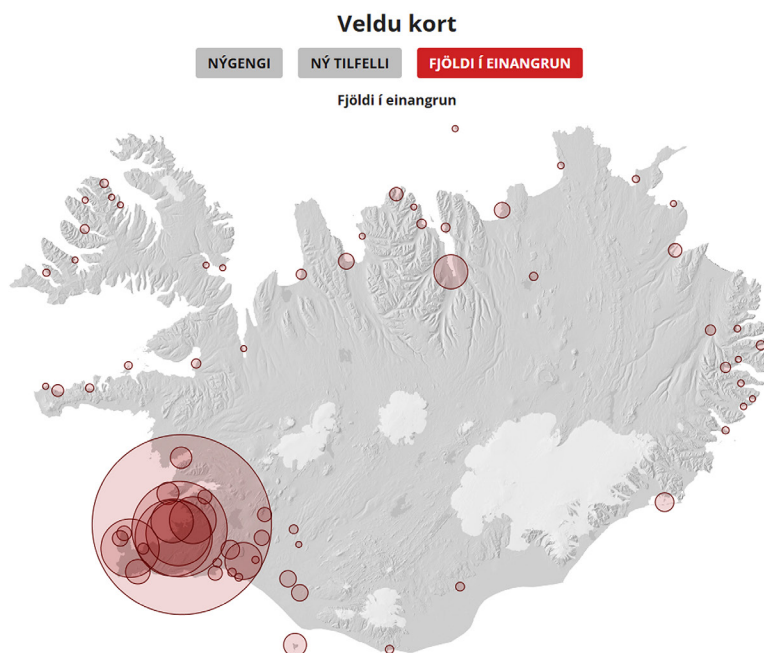 Veldu kort
NÝGENGI NÝ TILFELLI FJÖLDI Í EINANGRUN
Fjöldi í einangrun